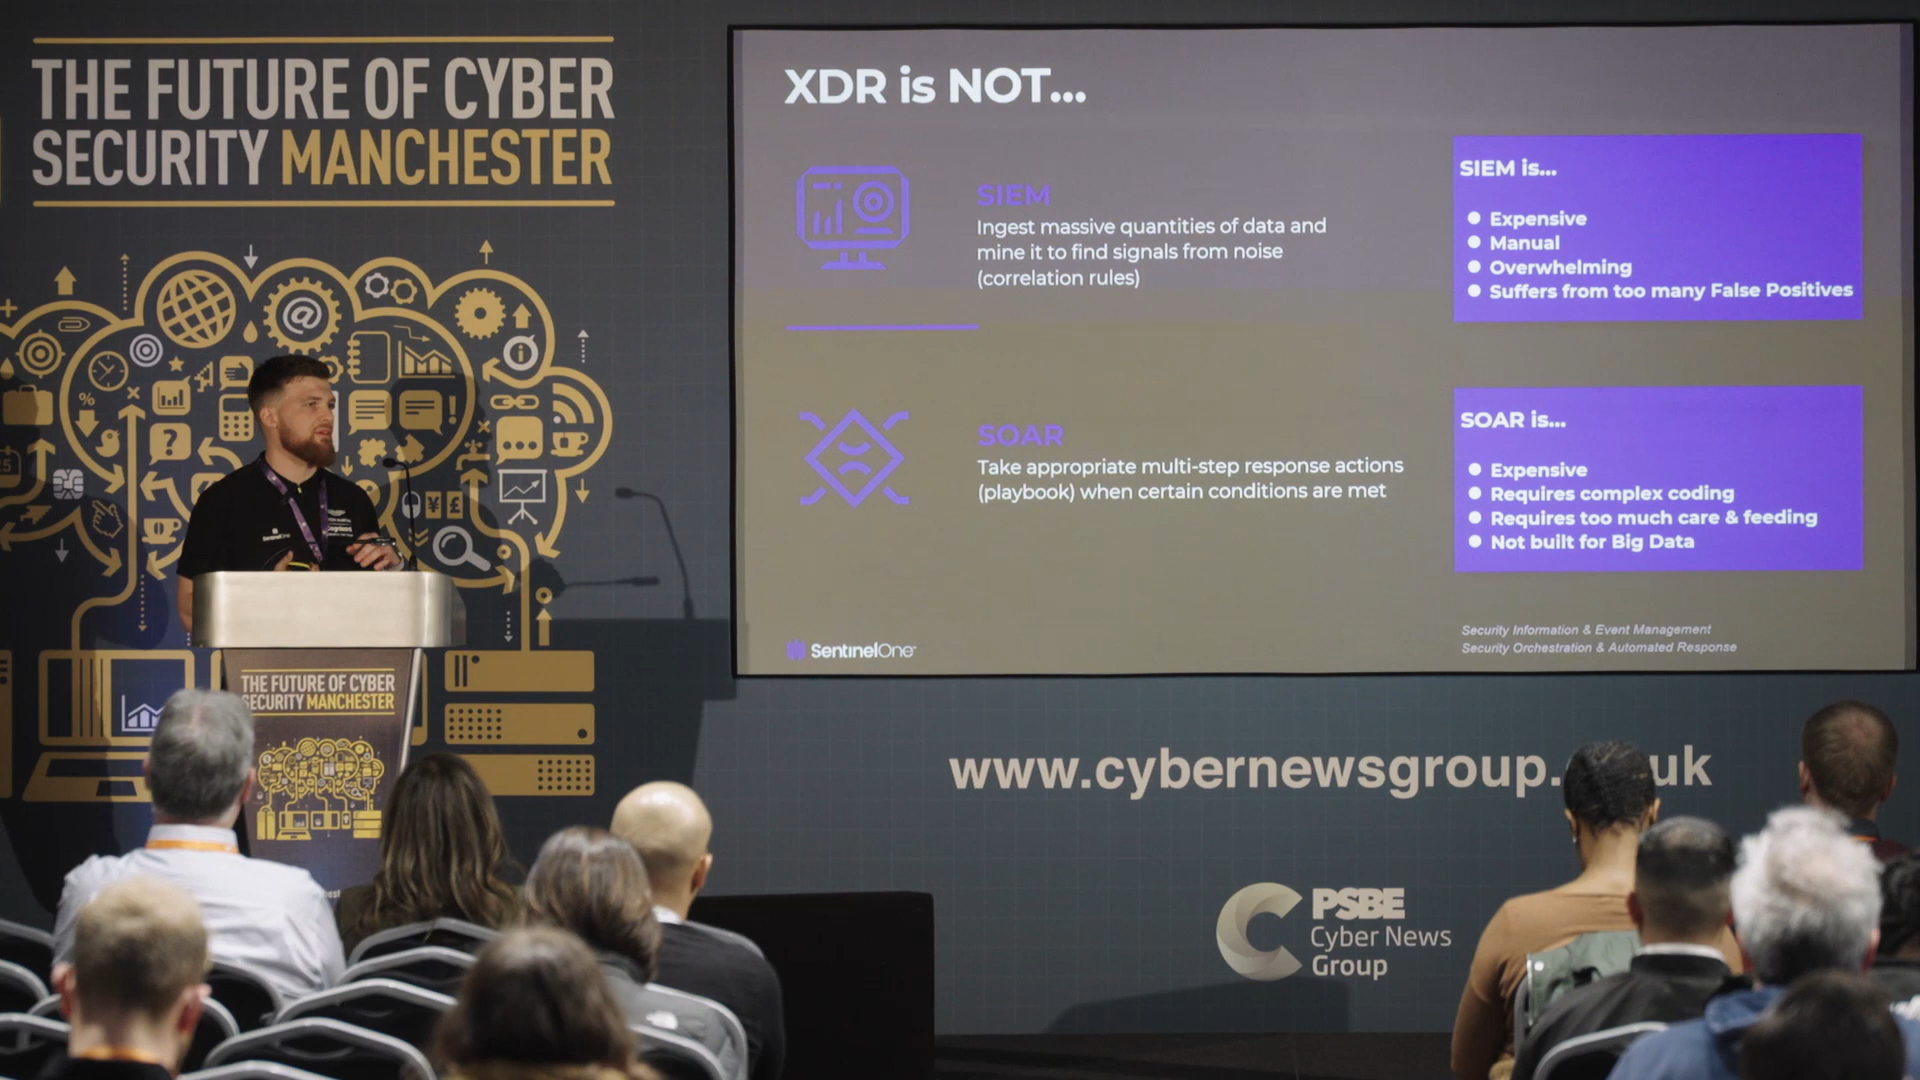 THE FUTURE OF CYBER
SECURITY MANCHESTER
XDR is NOT...
SIEM
Ingest massive quantities of data and
mine it to find signals from noise
(correlation rules)
SIEM is...
● Expensive
● Manual
● Overwhelming
● Suffers from too many False Positives
SOAR
Take appropriate multi-step response actions
(playbook) when certain conditions are met
SOAR is...
● Expensive
● Requires complex coding
● Requires too much care & feeding
● Not built for Big Data
Security Information & Event Management
Security Orchestration & Automated Response
SentinelOne
SentinelOne
THE FUTURE OF CYBER
SECURITY MANCHESTER
www.cybernewsgroup. uk
PSBE
Cyber News
Group